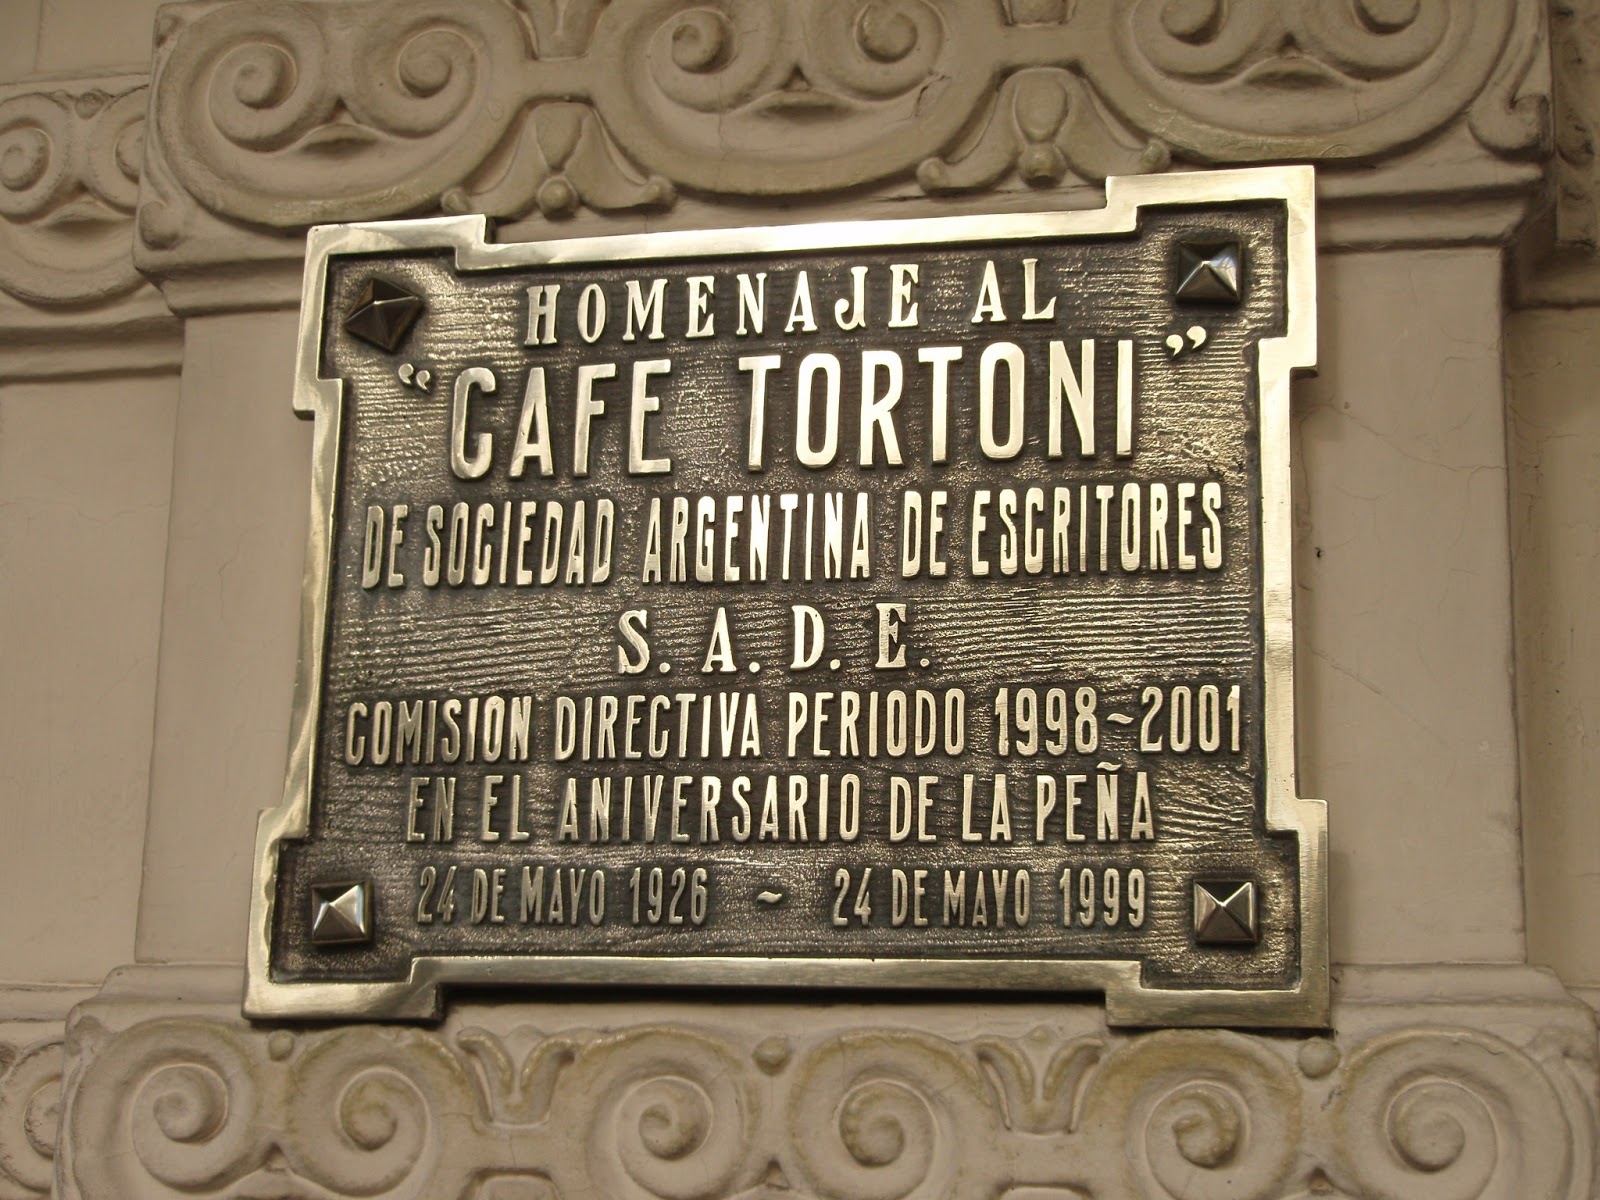 HOMENAJE AL
“CAFE TORTONI”
DE SOCIEDAD ARGENTINA DE ESCRITORES
S. A. D. E.
COMISION DIRECTIVA PERIODO 1998~2001
EN EL ANIVERSARIO DE LA PEÑA
24 DE MAYO 1926 ~ 24 DE MAYO 1999